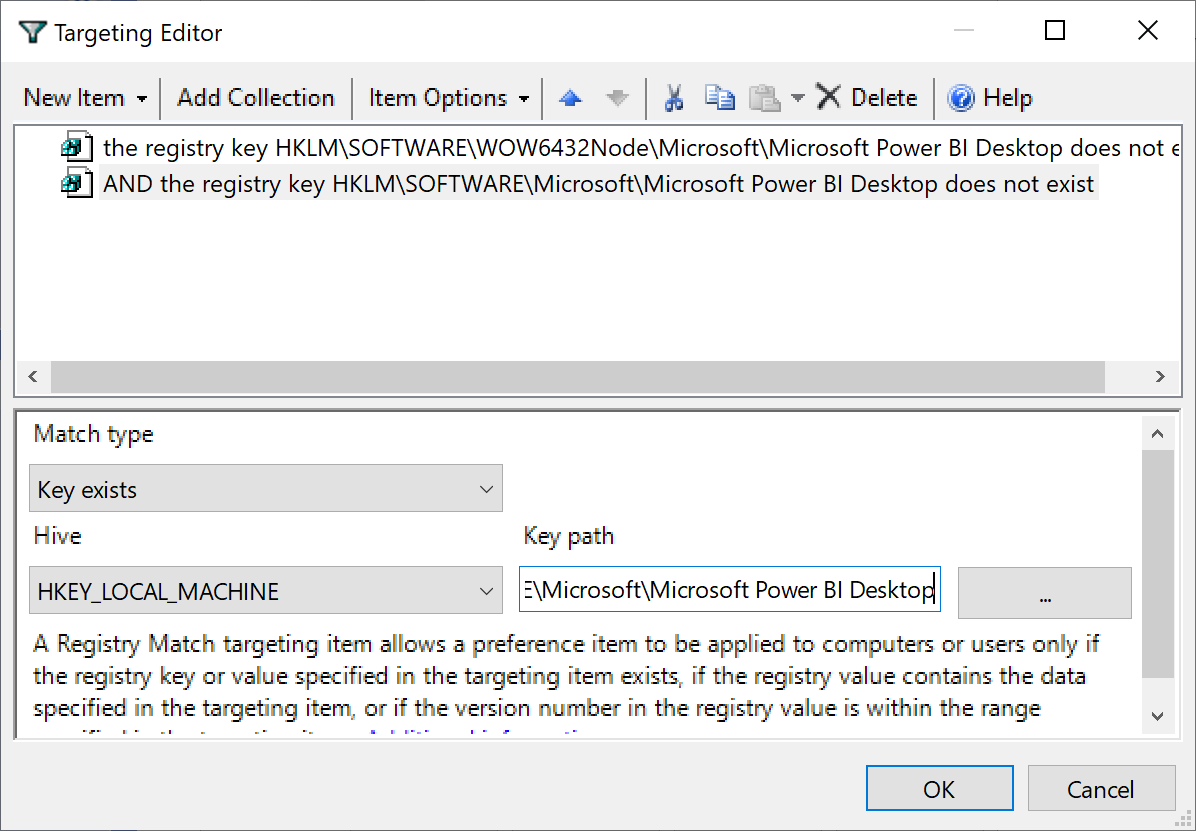 Targeting Editor
New Item Add Collection Item Options Delete Help
the registry key HKLM\SOFTWARE\WOW6432Node\Microsoft\Microsoft Power BI Desktop does not e
AND the registry key HKLM\SOFTWARE\Microsoft\Microsoft Power BI Desktop does not exist
Match type
Key exists
Hive Key path
HKEY_LOCAL_MACHINE E\Microsoft\Microsoft Power BI Desktop ...
A Registry Match targeting item allows a preference item to be applied to computers or users only if
the registry key or value specified in the targeting item exists, if the registry value contains the data
specified in the targeting item, or if the version number in the registry value is within the range
OK Cancel